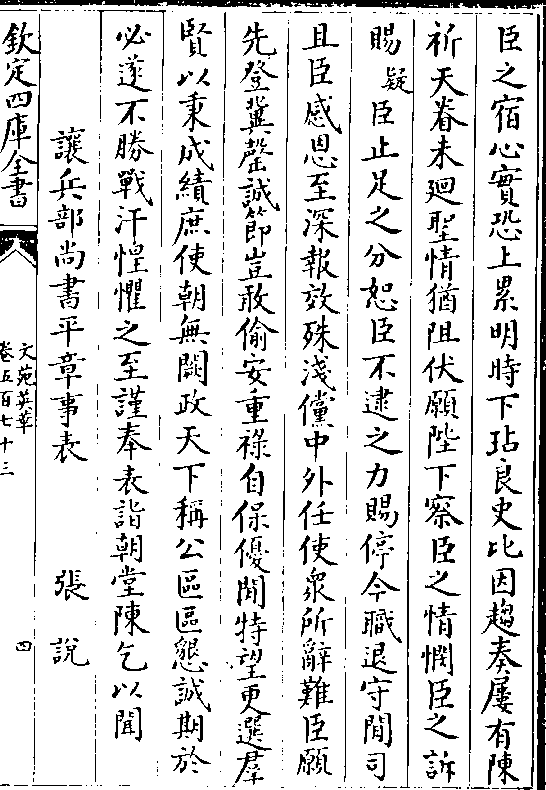 臣之宿心實恐上累明時下玷良史比因趨奏屢有陳
祈天眷未廻聖情猶阻伏願陛下察臣之情憫臣之訴
賜疑臣止足之分恕臣不逮之力賜停今職退守閒司
且臣感恩至深報效殊淺儻中外任使衆所辭難臣願
先登冀罄誠節豈敢偷安重祿自保優閒特望更選羣
賢以秉成績庶使朝無闕政天下稱公區區懇誠期於
必遂不勝戰汗惶懼之至謹奉表詣朝堂陳乞以聞
讓兵部尚書平章事表 張說
欽定四庫全書
文苑英華
卷五百七十三
四